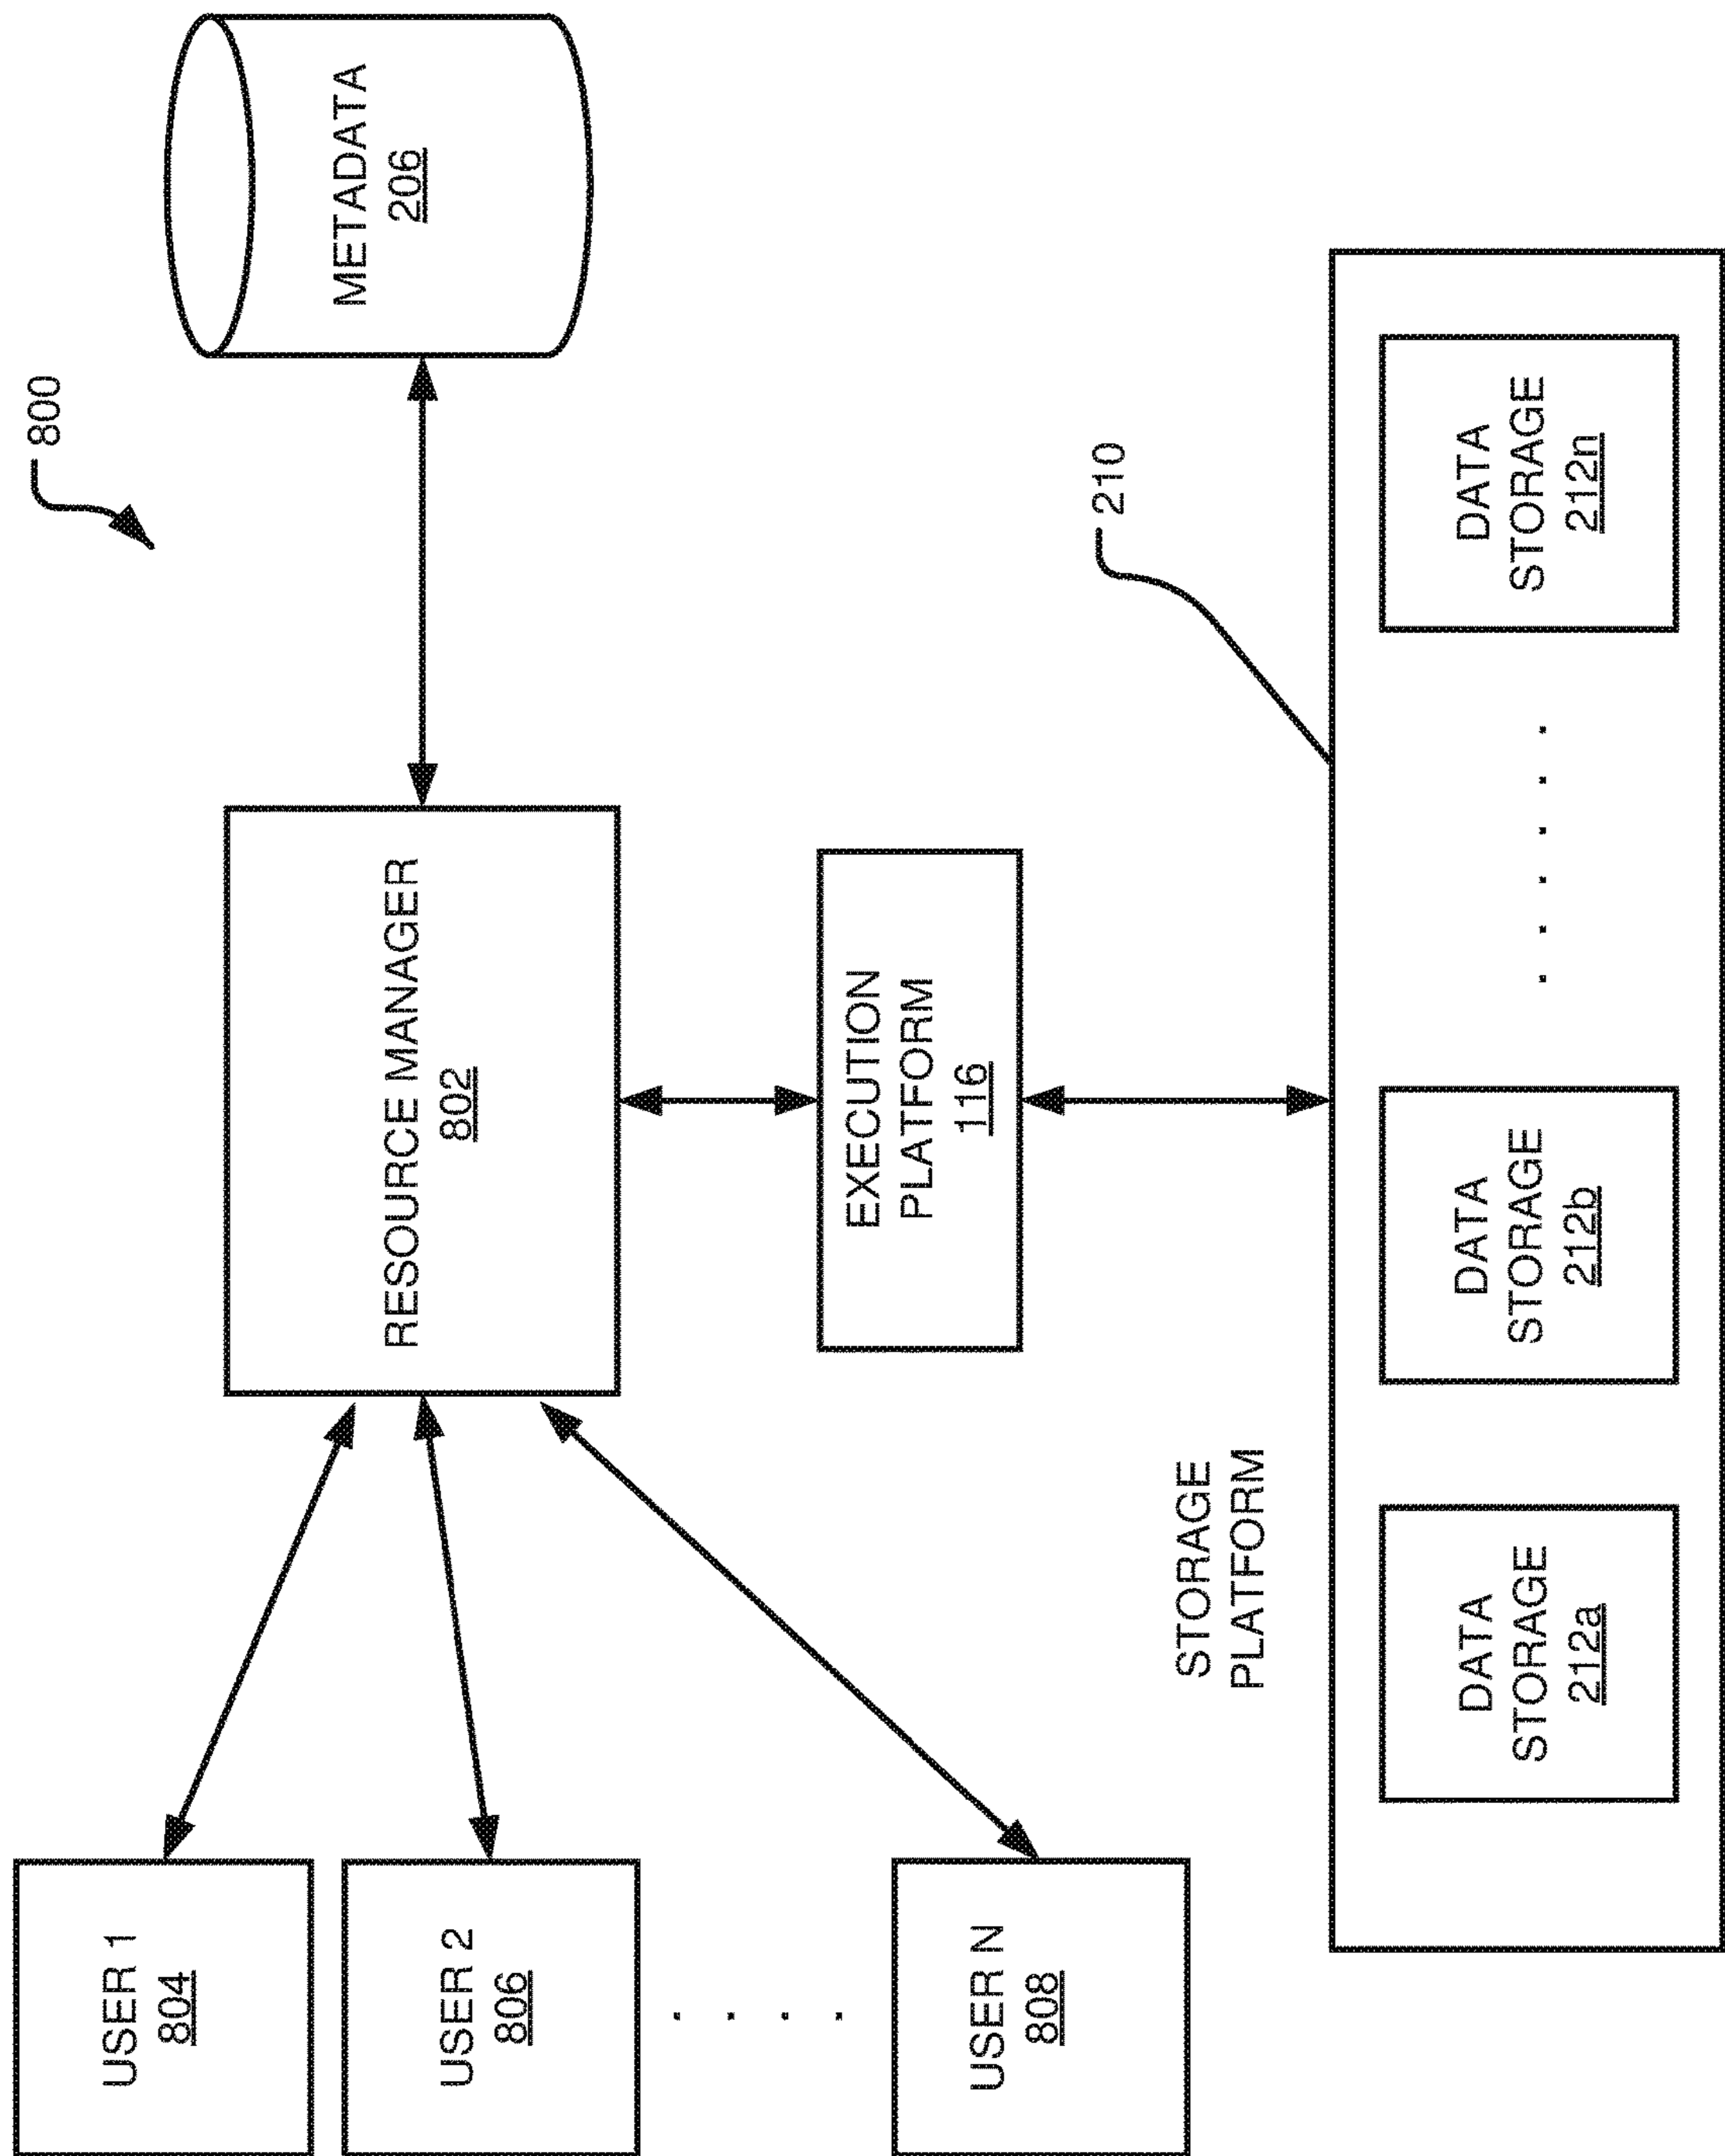 800
USER 1
804
USER 2
806
RESOURCE MANAGER
802
METADATA
206
. . . .
USER N
808
EXECUTION
PLATFORM
116
210
STORAGE
PLATFORM
DATA
STORAGE
212a
DATA
STORAGE
212b
. . . . . .
DATA
STORAGE
212n